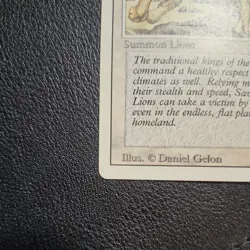 Summon Lions
The traditional kings of the
command a healthy respect
climates as well. Relying m
their stealth and speed, Sav
Lions can take a victim by
even in the endless, flat pla
homeland.
Illus. © Daniel Gelon